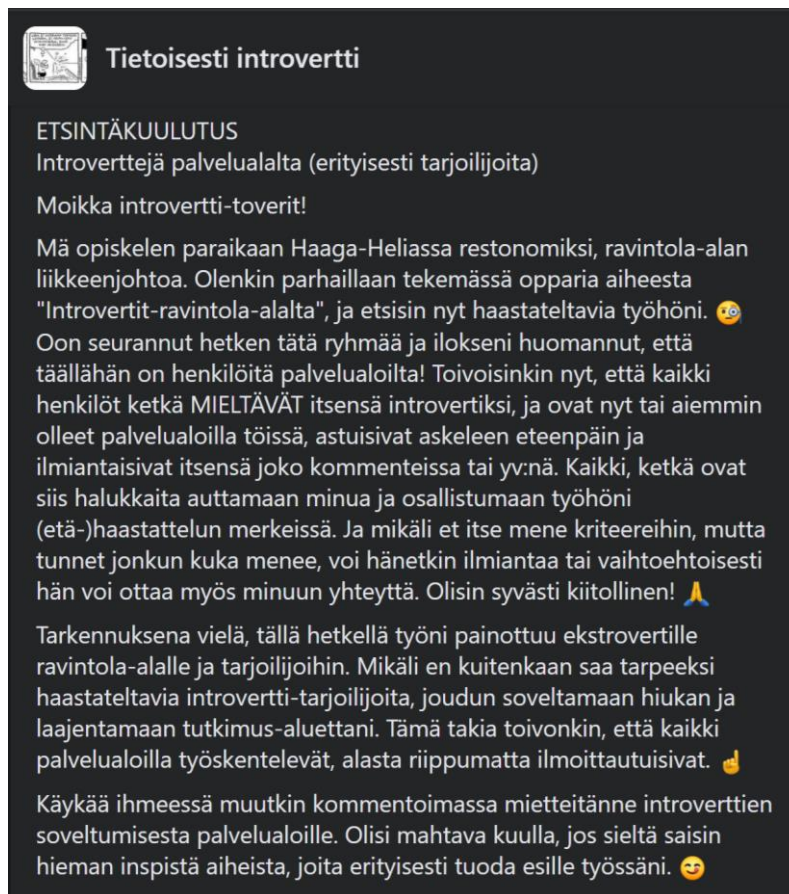 Tietoisesti introvertti
ETSINTÄKUULUTUS
Introverttejä palvelualalta (erityisesti tarjoilijoita)
Moikka introvertti-toverit!
Mä opiskelen paraikaan Haaga-Heliassa restonomiksi, ravintola-alan
liikkeenjohtoa. Olenkin parhaillaan tekemässä opparia aiheesta
"Introvertit-ravintola-alalta", ja etsisin nyt haastateltavia työhöni. 🧐
Oon seurannut hetken tätä ryhmää ja ilokseni huomannut, että
täällähän on henkilöitä palvelualoilta! Toivoisinkin nyt, että kaikki
henkilöt ketkä MIELTÄVÄT itsensä introvertiksi, ja ovat nyt tai aiemmin
olleet palvelualoilla töissä, astuisivat askeleen eteenpäin ja
ilmiantaisivat itsensä joko kommenteissa tai yv:nä. Kaikki, ketkä ovat
siis halukkaita auttamaan minua ja osallistumaan työhöni
(etä-)haastattelun merkeissä. Ja mikäli et itse mene kriteereihin, mutta
tunnet jonkun kuka menee, voi hänetkin ilmiantaa tai vaihtoehtoisesti
hän voi ottaa myös minuun yhteyttä. Olisin syvästi kiitollinen! 🙏
Tarkennuksena vielä, tällä hetkellä työni painottuu ekstrovertille
ravintola-alalle ja tarjoilijoihin. Mikäli en kuitenkaan saa tarpeeksi
haastateltavia introvertti-tarjoilijoita, joudun soveltamaan hiukan ja
laajentamaan tutkimus-aluettani. Tämä takia toivonkin, että kaikki
palvelualoilla työskentelevät, alasta riippumatta ilmoittautuisivat. ☝️
Käykää ihmeessä muutkin kommentoimassa mietteitänne introverttien
soveltumisesta palvelualoille. Olisi mahtava kuulla, jos sieltä saisin
hieman inspistä aiheista, joita erityisesti tuoda esille työssäni. 😊